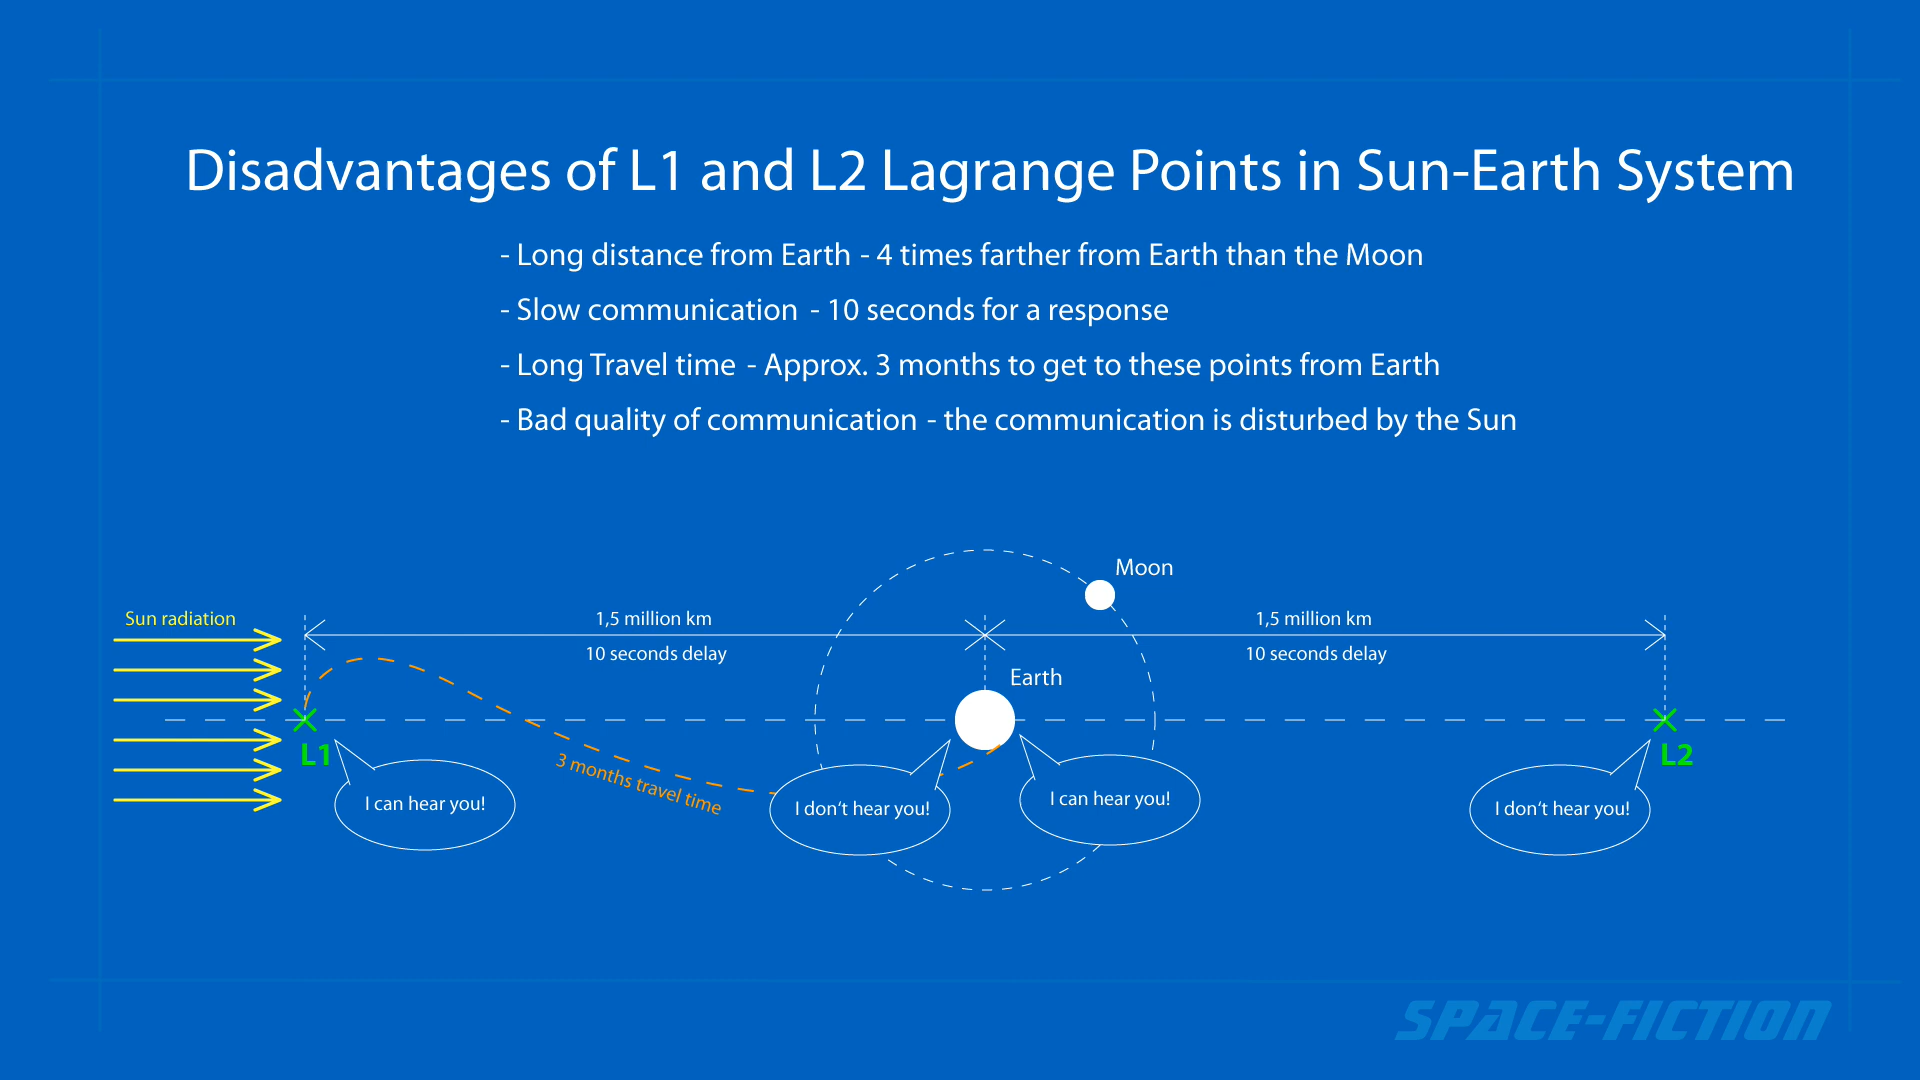 Disadvantages of L1 and L2 Lagrange Points in Sun-Earth System
- Long distance from Earth - 4 times farther from Earth than the Moon
- Slow communication - 10 seconds for a response
- Long Travel time - Approx. 3 months to get to these points from Earth
- Bad quality of communication - the communication is disturbed by the Sun
Moon
Sun radiation
1,5 million km
1,5 million km
10 seconds delay
10 seconds delay
Earth
L1
L2
3 months travel time
I can hear you!
I don't hear you!
I can hear you!
I don't hear you!
SPACE-FICTION